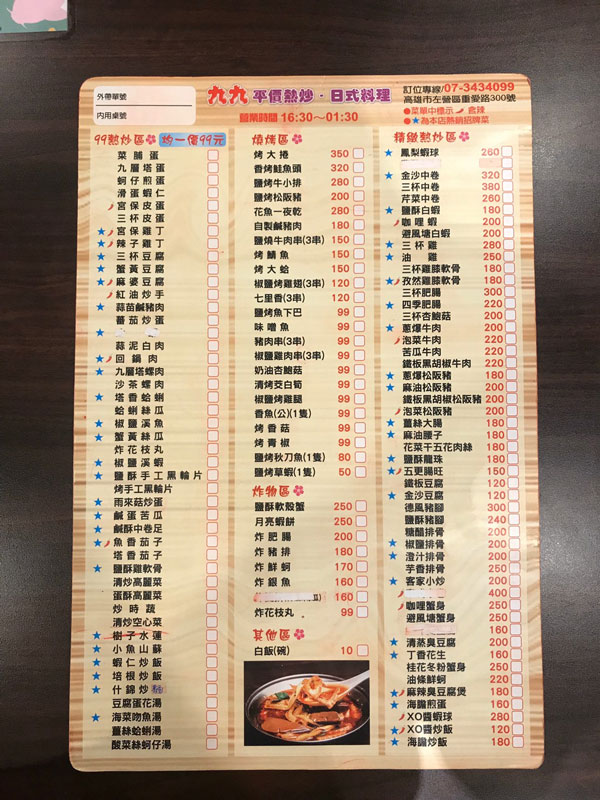 外帶單號
內用桌號
九九 平價熱炒・日式料理
營業時間 16:30～01:30
訂位專線/07-3434099
高雄市左營區重愛路300號
●菜單中標示 會辣
●★為本店熱銷招牌菜
99熱炒區 均一價99元
菜脯蛋
九層塔蛋
蚵仔煎蛋
滑蛋蝦仁
宮保皮蛋
三杯皮蛋
★宮保雞丁
★辣子雞丁
★三杯豆腐
★蟹黃豆腐
★麻婆豆腐
紅油炒手
★蒜苗鹹豬肉
蕃茄炒蛋
★
蒜泥白肉
★回鍋肉
★九層塔螺肉
沙茶螺肉
★塔香蛤蜊
蛤蜊絲瓜
★椒鹽溪魚
★蟹黃絲瓜
炸花枝丸
★椒鹽溪蝦
★鹽酥手工黑輪片
烤手工黑輪片
★雨來菇炒蛋
★鹹蛋苦瓜
★鹹酥中卷足
★魚香茄子
塔香茄子
★鹽酥雞軟骨
清炒高麗菜
蛋酥高麗菜
炒時蔬
清炒空心菜
★樹子水蓮
★小魚山蘇
★蝦仁炒飯
★培根炒飯
★什錦炒
豆腐蛋花湯
★海菜吻魚湯
薑絲蛤蜊湯
酸菜絲蚵仔湯
燒烤區
烤大捲 350
香烤鮭魚頭 320
鹽烤牛小排 280
鹽烤松阪豬 200
花魚一夜乾 280
自製鹹豬肉 180
鹽燒牛肉串(3串) 150
烤鯖魚 150
烤大蛤 150
椒鹽烤雞翅(3串) 120
七里香(3串) 120
鹽烤魚下巴 99
味噌魚 99
豬肉串(3串) 99
椒鹽雞肉串(3串) 99
奶油杏鮑菇 99
清烤茭白筍 99
椒鹽烤雞腿 99
香魚(公)(1隻) 99
烤香菇 99
烤青椒 99
鹽烤秋刀魚(1隻) 80
鹽烤草蝦(1隻) 50
炸物區
鹽酥軟殼蟹 250
月亮蝦餅 250
炸肥腸 200
炸豬排 180
炸鮮蚵 170
炸銀魚 160
160
炸花枝丸 99
其他區
白飯(碗) 10
精緻熱炒區
★鳳梨蝦球 260
★金沙中卷 320
三杯中卷 380
芹菜中卷 260
★鹽酥白蝦 180
咖哩蝦 200
避風塘白蝦 200
★三杯雞 280
★油雞 250
三杯雞膝軟骨 180
★孜然雞膝軟骨 180
三杯肥腸 300
★四季肥腸 220
三杯杏鮑菇 200
★蔥爆牛肉 200
泡菜牛肉 200
苦瓜牛肉 200
鐵板黑胡椒牛肉 220
★蔥爆松阪豬 180
★麻油松阪豬 200
鐵板黑胡椒松阪豬 200
泡菜松阪豬 180
★薑絲大腸 180
★麻油腰子 180
花菜干五花肉絲 180
★鹽酥龍珠 180
★五更腸旺 150
鐵板豆腐 120
★金沙豆腐 120
德風豬腳 300
鹽酥豬腳 240
糖醋排骨 180
★椒鹽排骨 180
★澄汁排骨 180
芋香排骨 250
★客家小炒 200
400
咖哩蟹身 250
避風塘蟹身 250
160
★清蒸臭豆腐 200
★丁香花生 160
桂花冬粉蟹身 250
油條鮮蚵 220
★麻辣臭豆腐煲 180
★海膽煎蛋 160
XO醬蝦球 280
★XO醬炒飯 120
★海膽炒飯 180